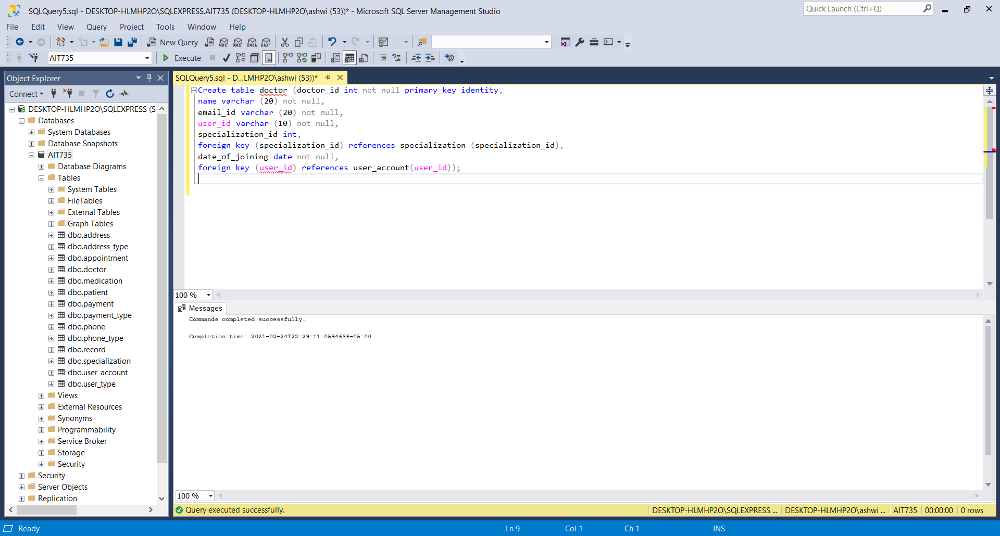 SQLQuery5.sql - DESKTOP-HLMHP2O\SQLEXPRESS.AIT735 (DESKTOP-HLMHP2O\ashwi (53))* - Microsoft SQL Server Management Studio
Quick Launch (Ctrl+Q)
File Edit View Query Project Tools Window Help
New Query MDX DMX XMLA DAX
AIT735 Execute
Object Explorer
Connect
DESKTOP-HLMHP2O\SQLEXPRESS (S
Databases
System Databases
Database Snapshots
AIT735
Database Diagrams
Tables
System Tables
FileTables
External Tables
Graph Tables
dbo.address
dbo.address_type
dbo.appointment
dbo.doctor
dbo.medication
dbo.patient
dbo.payment
dbo.payment_type
dbo.phone
dbo.phone_type
dbo.record
dbo.specialization
dbo.user_account
dbo.user_type
Views
External Resources
Synonyms
Programmability
Service Broker
Storage
Security
Security
Server Objects
Replication
SQLQuery5.sql - D...LMHP2O\ashwi (53))*
Create table doctor (doctor_id int not null primary key identity,
name varchar (20) not null,
email_id varchar (20) not null,
user_id varchar (10) not null,
specialization_id int,
foreign key (specialization_id) references specialization (specialization_id),
date_of_joining date not null,
foreign key (user_id) references user_account(user_id));
100 %
Messages
Commands completed successfully.
Completion time: 2021-02-24T22:29:11.0594636-05:00
100 %
Query executed successfully.
DESKTOP-HLMHP2O\SQLEXPRESS ... DESKTOP-HLMHP2O\ashwi ... AIT735 00:00:00 0 rows
Ready Ln 9 Col 1 Ch 1 INS